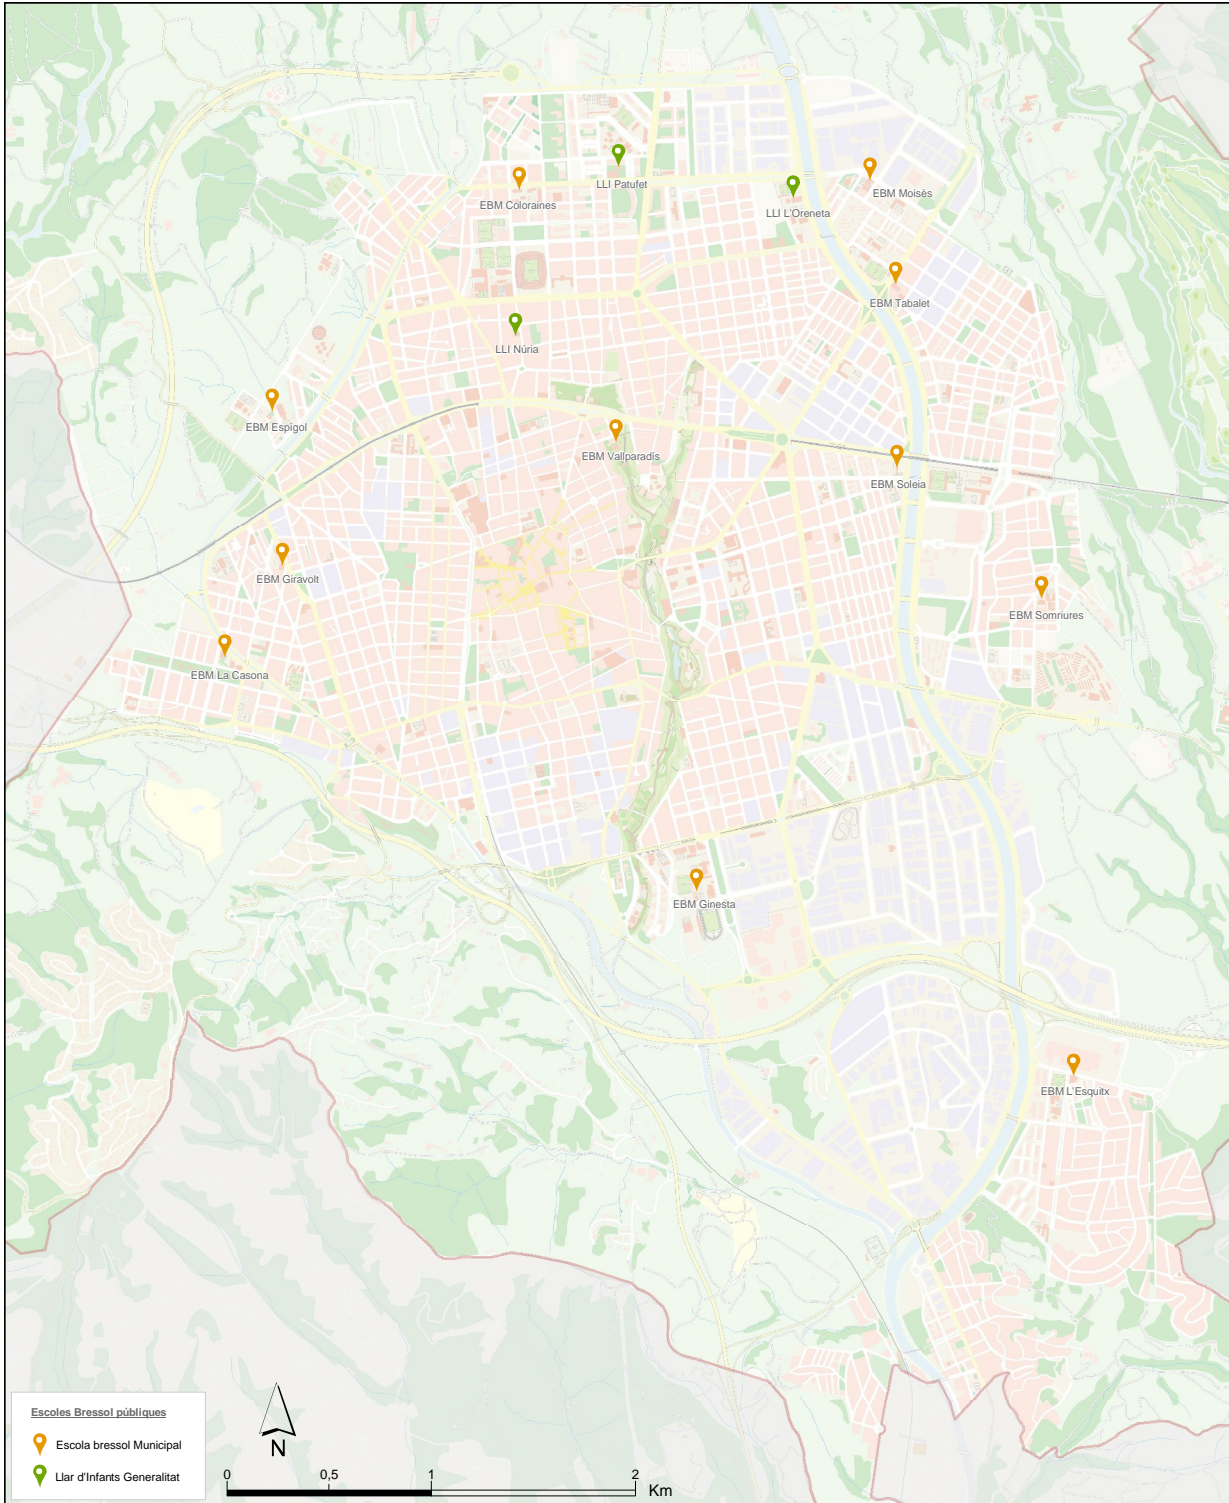 LLI Patufet
EBM Coloraines
EBM Moisès
LLI L'Oreneta
EBM Tabalet
LLI Núria
EBM Espígol
EBM Vallparadís
EBM Soleia
EBM Giravolt
EBM Somriures
EBM La Casona
EBM Ginesta
EBM L'Esquitx
Escoles Bressol públiques
Escola bressol Municipal
Llar d'Infants Generalitat
N
0 0,5 1 2
Km